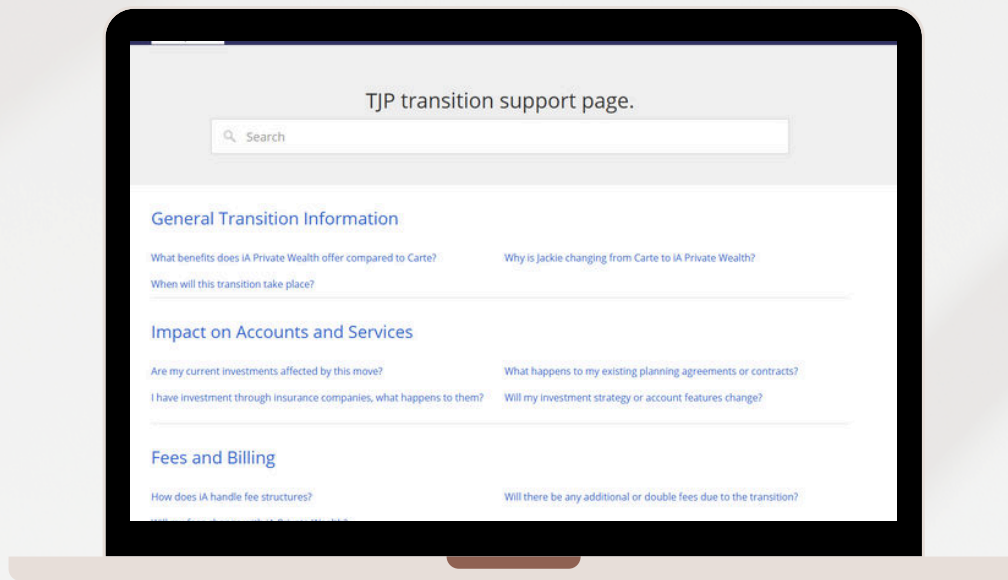 TJP transition support page.
Search
General Transition Information
What benefits does iA Private Wealth offer compared to Carte?
Why is Jackie changing from Carte to iA Private Wealth?
When will this transition take place?
Impact on Accounts and Services
Are my current investments affected by this move?
What happens to my existing planning agreements or contracts?
I have investment through insurance companies, what happens to them?
Will my investment strategy or account features change?
Fees and Billing
How does iA handle fee structures?
Will there be any additional or double fees due to the transition?